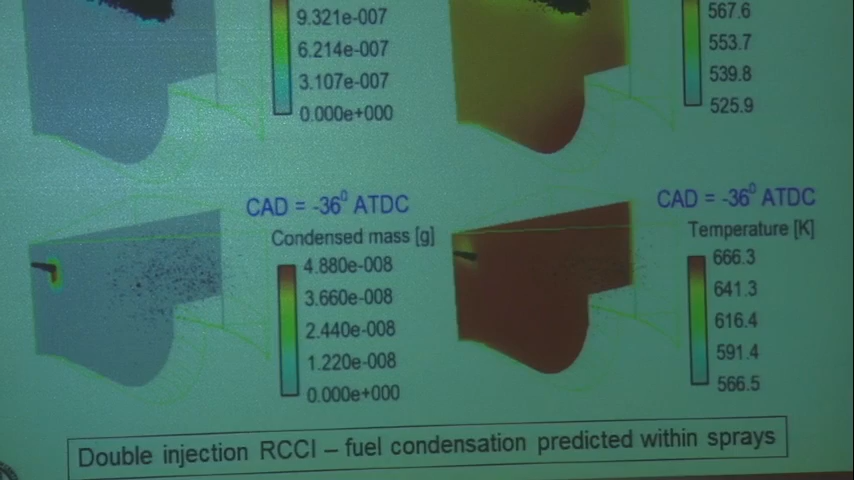 9.321e-007
6.214e-007
3.107e-007
0.000e+000
567.6
553.7
539.8
525.9
CAD = -36⁰ ATDC
Condensed mass [g]
4.880e-008
3.660e-008
2.440e-008
1.220e-008
0.000e+000
CAD = -36⁰ ATDC
Temperature [K]
666.3
641.3
616.4
591.4
566.5
Double injection RCCI – fuel condensation predicted within sprays